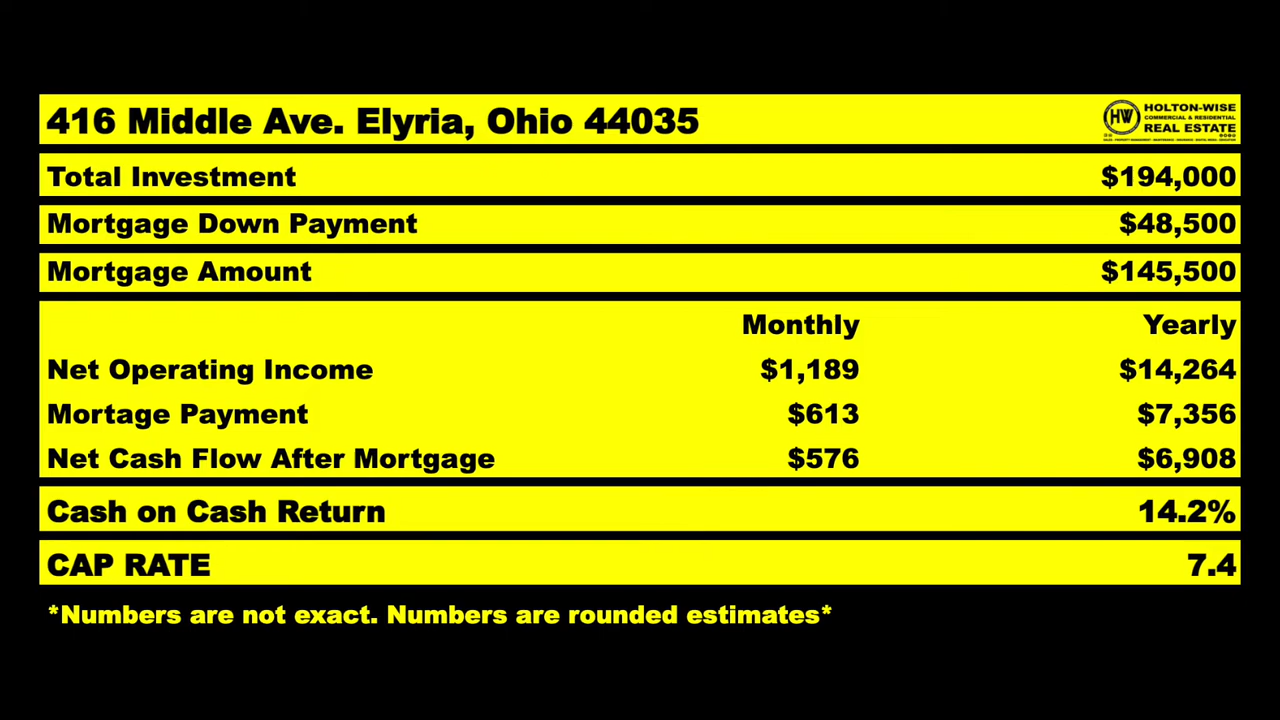 416 Middle Ave. Elyria, Ohio 44035
HW
HOLTON-WISE
COMMERCIAL & RESIDENTIAL
REAL ESTATE
Total Investment $194,000
Mortgage Down Payment $48,500
Mortgage Amount $145,500
Monthly Yearly
Net Operating Income $1,189 $14,264
Mortage Payment $613 $7,356
Net Cash Flow After Mortgage $576 $6,908
Cash on Cash Return 14.2%
CAP RATE 7.4
*Numbers are not exact. Numbers are rounded estimates*